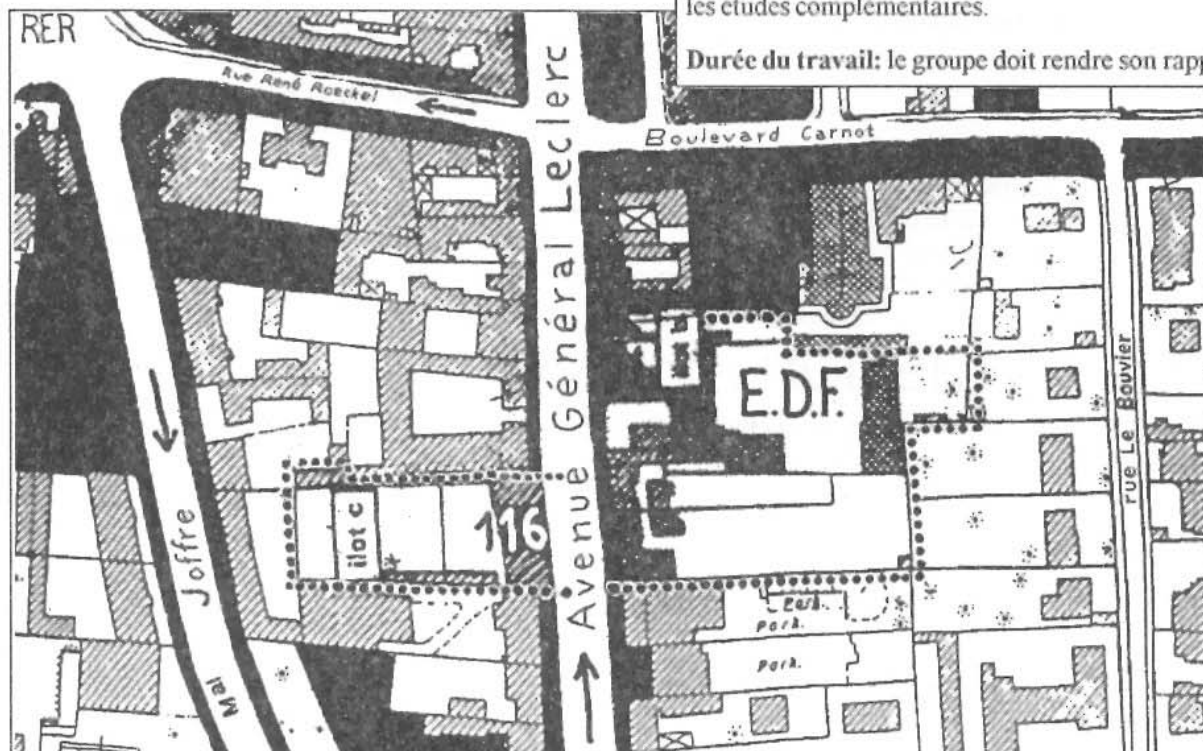 les études complémentaires.
Durée du travail: le groupe doit rendre son rapp
RER
Rue René Roeckel
Boulevard Carnot
Avenue Général Leclerc
E.D.F.
rue Le Bouvier
îlot c
116
Joffre
Mal
Park.
Park.
Park.